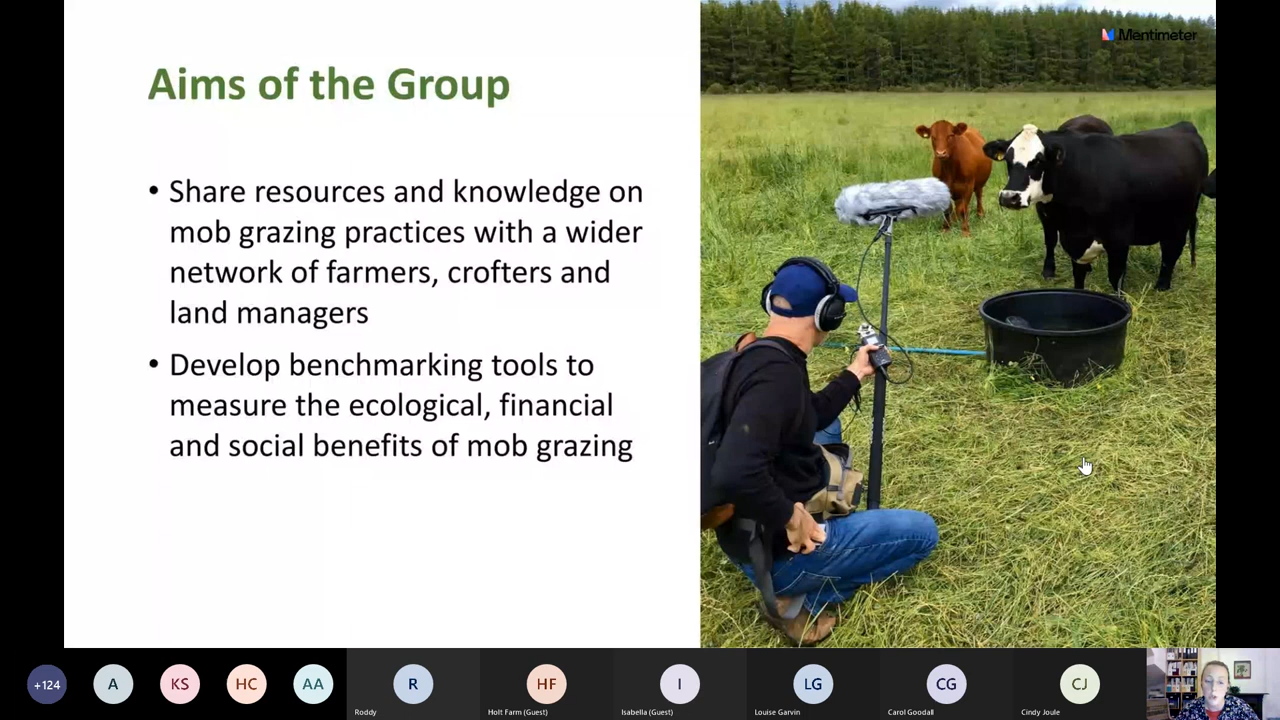 Mentimeter
Aims of the Group
• Share resources and knowledge on
mob grazing practices with a wider
network of farmers, crofters and
land managers
• Develop benchmarking tools to
measure the ecological, financial
and social benefits of mob grazing
+124
A
KS
HC
AA
R
HF
I
LG
CG
CJ
Roddy
Holt Farm (Guest)
Isabella (Guest)
Louise Garvin
Carol Goodall
Cindy Joule